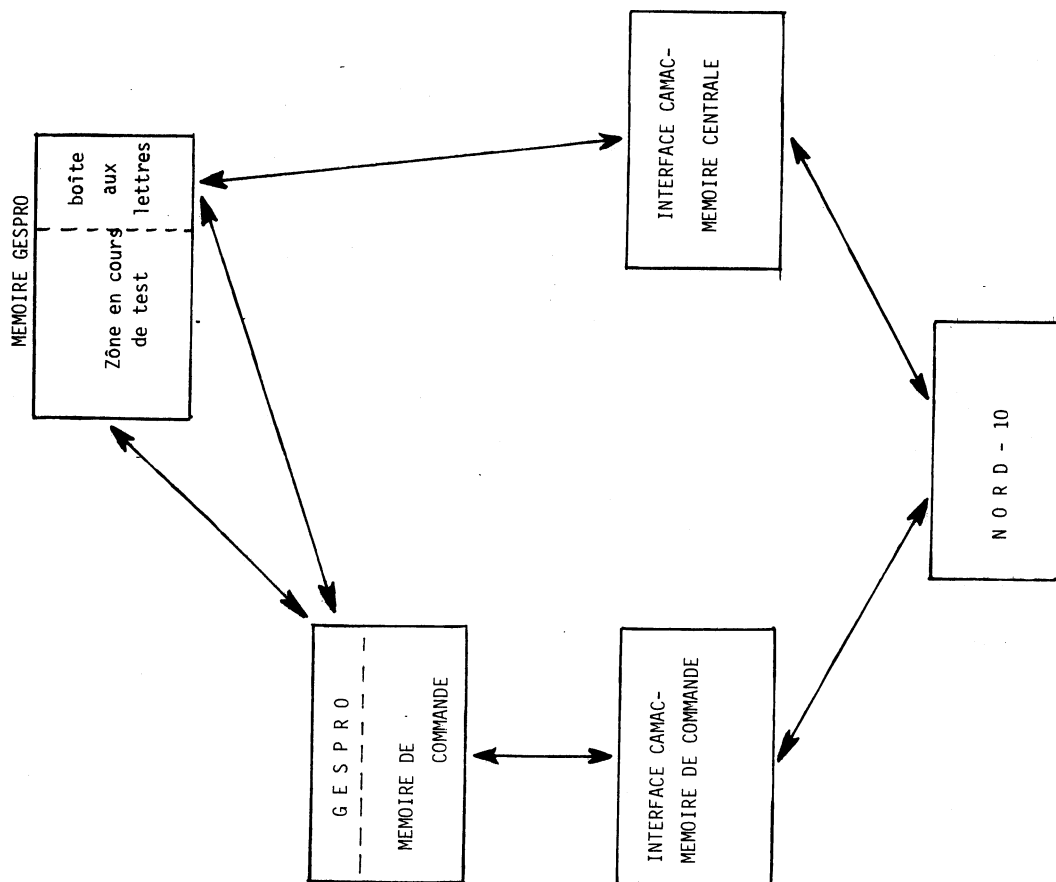 MEMOIRE GESPRO
Zône en cours
de test
boîte
aux
lettres
G E S P R O
MEMOIRE DE
COMMANDE
INTERFACE CAMAC-
MEMOIRE CENTRALE
INTERFACE CAMAC-
MEMOIRE DE COMMANDE
N O R D - 10